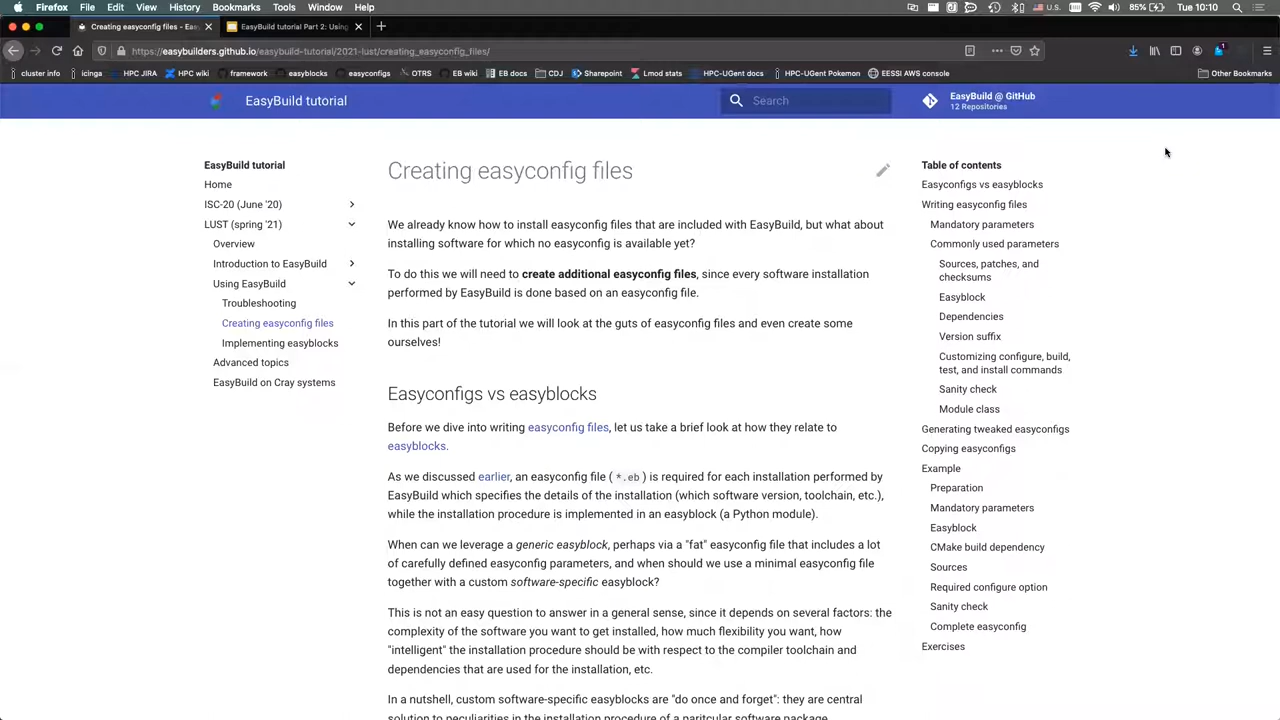 Firefox File Edit View History Bookmarks Tools Window Help
U.S. 85% Tue 10:10
Creating easyconfig files - Eas
EasyBuild tutorial Part 2: Using
https://easybuilders.github.io/easybuild-tutorial/2021-lust/creating_easyconfig_files/
cluster info icinga HPC JIRA HPC wiki framework easyblocks easyconfigs OTRS EB wiki EB docs CDJ Sharepoint Lmod stats HPC-UGent docs HPC-UGent Pokemon EESSI AWS console Other Bookmarks
EasyBuild tutorial
Search
EasyBuild @ GitHub
12 Repositories
EasyBuild tutorial
Home
ISC-20 (June '20)
LUST (spring '21)
Overview
Introduction to EasyBuild
Using EasyBuild
Troubleshooting
Creating easyconfig files
Implementing easyblocks
Advanced topics
EasyBuild on Cray systems
Creating easyconfig files
We already know how to install easyconfig files that are included with EasyBuild, but what about
installing software for which no easyconfig is available yet?
To do this we will need to create additional easyconfig files, since every software installation
performed by EasyBuild is done based on an easyconfig file.
In this part of the tutorial we will look at the guts of easyconfig files and even create some
ourselves!
Easyconfigs vs easyblocks
Before we dive into writing easyconfig files, let us take a brief look at how they relate to
easyblocks.
As we discussed earlier, an easyconfig file (*.eb) is required for each installation performed by
EasyBuild which specifies the details of the installation (which software version, toolchain, etc.),
while the installation procedure is implemented in an easyblock (a Python module).
When can we leverage a generic easyblock, perhaps via a "fat" easyconfig file that includes a lot
of carefully defined easyconfig parameters, and when should we use a minimal easyconfig file
together with a custom software-specific easyblock?
This is not an easy question to answer in a general sense, since it depends on several factors: the
complexity of the software you want to get installed, how much flexibility you want, how
"intelligent" the installation procedure should be with respect to the compiler toolchain and
dependencies that are used for the installation, etc.
In a nutshell, custom software-specific easyblocks are "do once and forget": they are central
solution to peculiarities in the installation procedure of a paritcular software package.
Table of contents
Easyconfigs vs easyblocks
Writing easyconfig files
Mandatory parameters
Commonly used parameters
Sources, patches, and
checksums
Easyblock
Dependencies
Version suffix
Customizing configure, build,
test, and install commands
Sanity check
Module class
Generating tweaked easyconfigs
Copying easyconfigs
Example
Preparation
Mandatory parameters
Easyblock
CMake build dependency
Sources
Required configure option
Sanity check
Complete easyconfig
Exercises